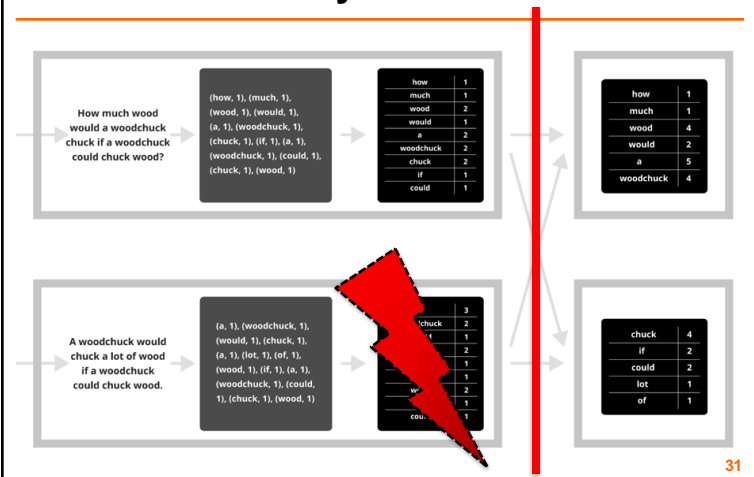 How much wood
would a woodchuck
chuck if a woodchuck
could chuck wood?
(how, 1), (much, 1),
(wood, 1), (would, 1),
(a, 1), (woodchuck, 1),
(chuck, 1), (if, 1), (a, 1),
(woodchuck, 1), (could, 1),
(chuck, 1), (wood, 1)
how 1
much 1
wood 2
would 1
a 2
woodchuck 2
chuck 2
if 1
could 1
how 1
much 1
wood 4
would 2
a 5
woodchuck 4
A woodchuck would
chuck a lot of wood
if a woodchuck
could chuck wood.
(a, 1), (woodchuck, 1),
(would, 1), (chuck, 1),
(a, 1), (lot, 1), (of, 1),
(wood, 1), (if, 1), (a, 1),
(woodchuck, 1), (could,
1), (chuck, 1), (wood, 1)
3
2
1
2
1
1
2
1
1
chuck 4
if 2
could 2
lot 1
of 1
31